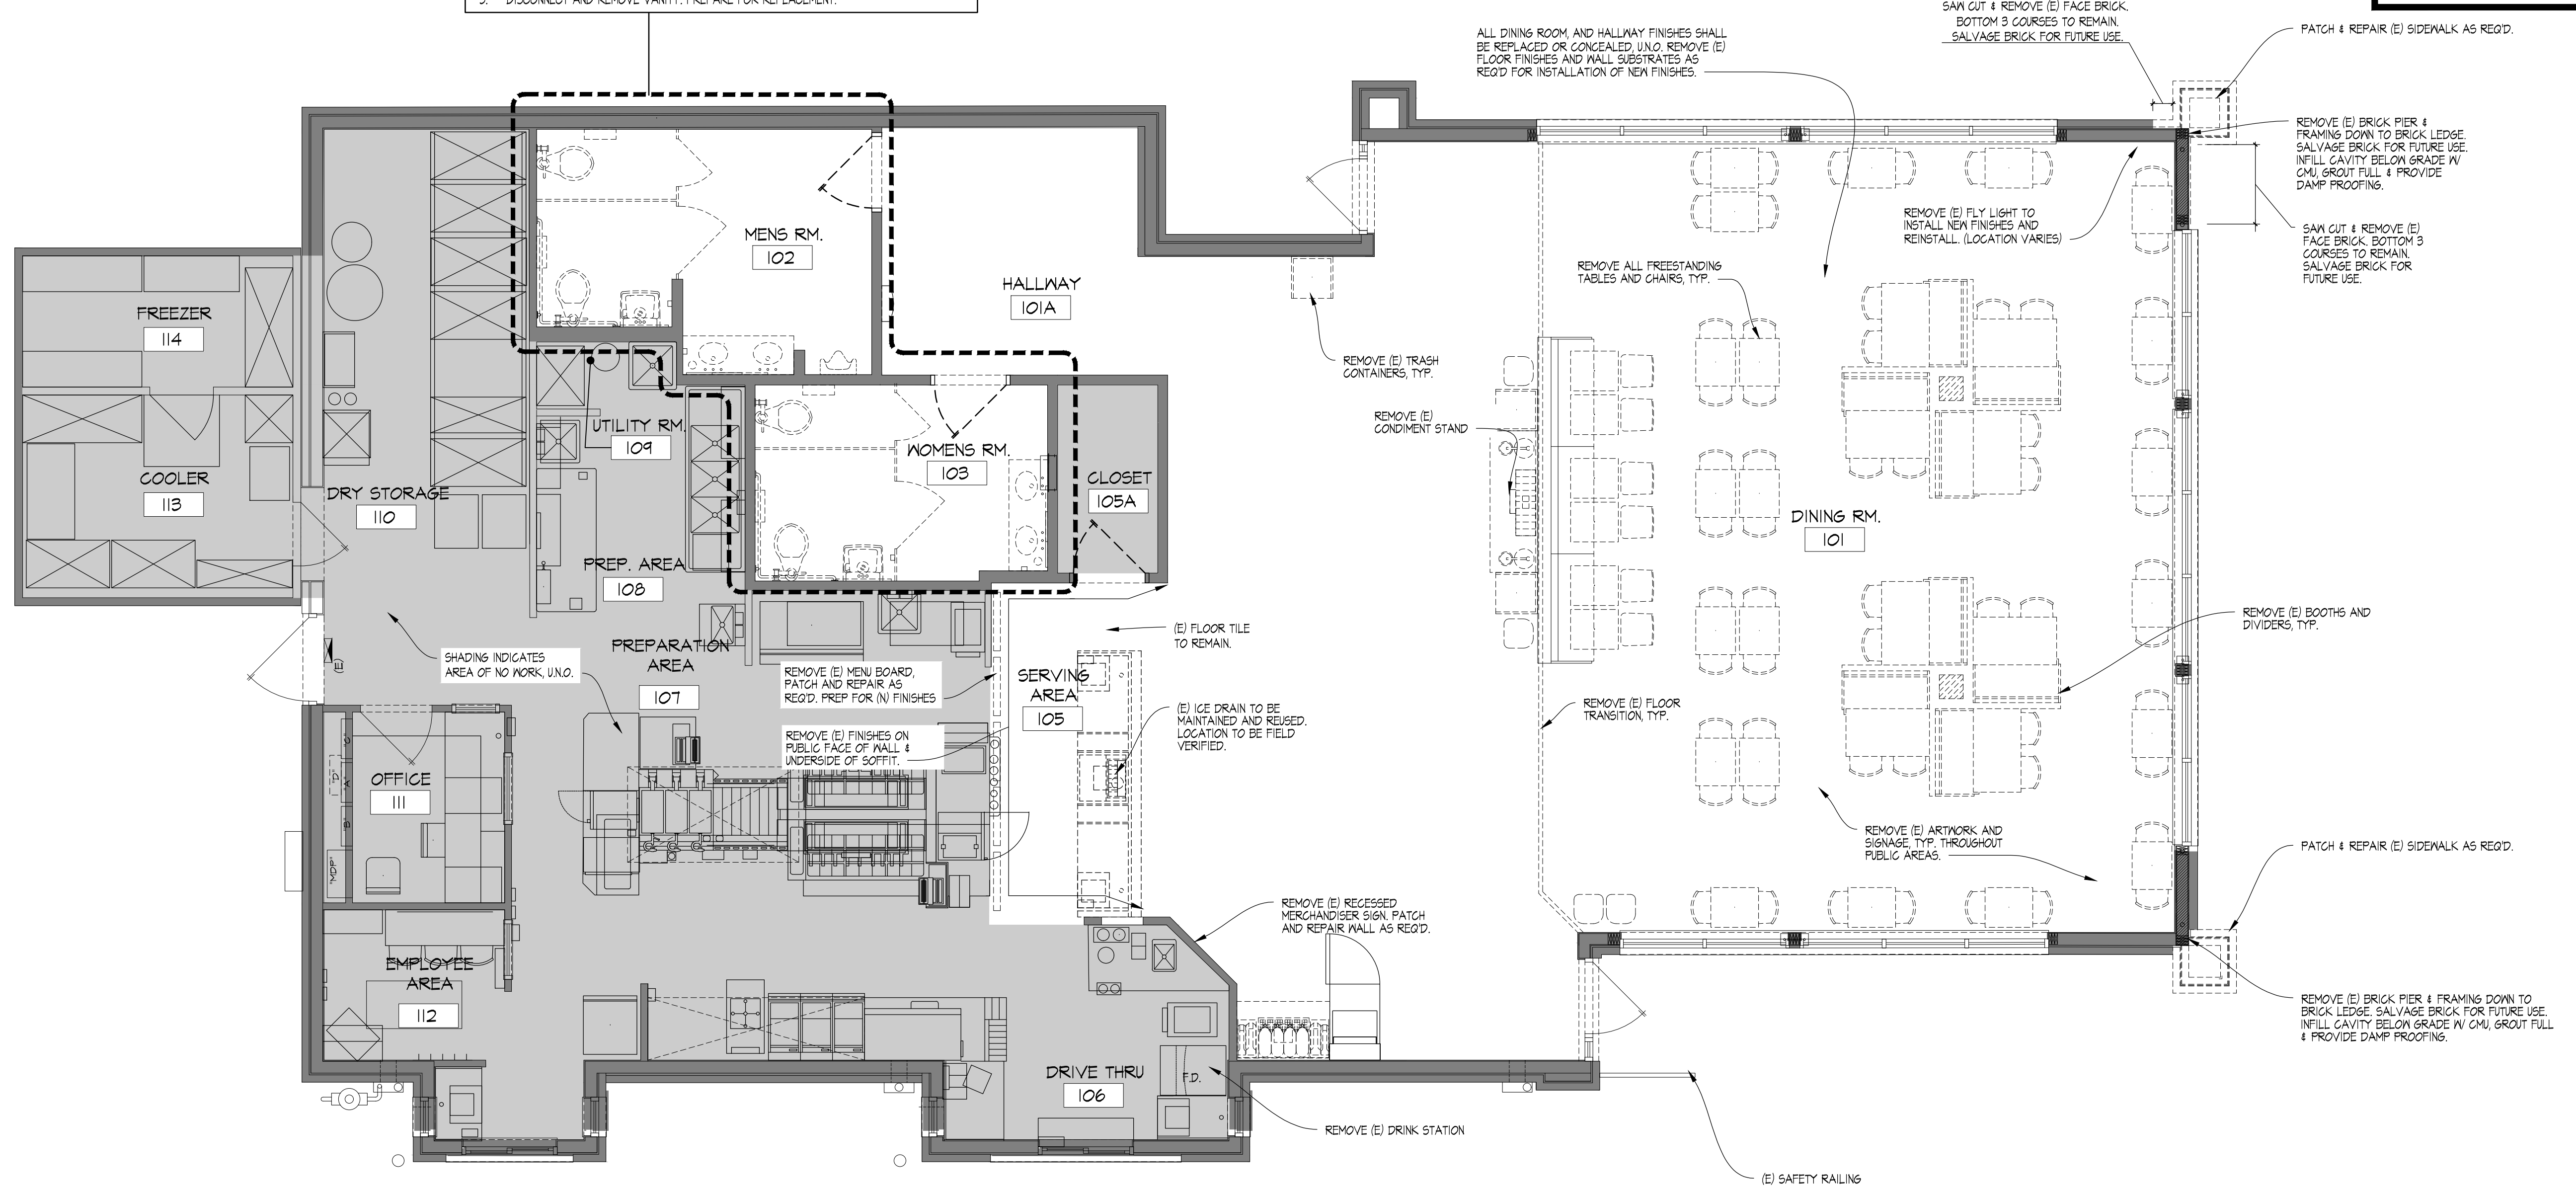 5. DISCONNECT AND REMOVE VANITY. PREPARE FOR REPLACEMENT.
SAW CUT & REMOVE (E) FACE BRICK.
BOTTOM 3 COURSES TO REMAIN.
SALVAGE BRICK FOR FUTURE USE.
PATCH & REPAIR (E) SIDEWALK AS REQ'D.
ALL DINING ROOM, AND HALLWAY FINISHES SHALL
BE REPLACED OR CONCEALED, U.N.O. REMOVE (E)
FLOOR FINISHES AND WALL SUBSTRATES AS
REQ'D FOR INSTALLATION OF NEW FINISHES.
REMOVE (E) BRICK PIER &
FRAMING DOWN TO BRICK LEDGE.
SALVAGE BRICK FOR FUTURE USE.
INFILL CAVITY BELOW GRADE W/
CMU, GROUT FULL & PROVIDE
DAMP PROOFING.
REMOVE (E) FLY LIGHT TO
INSTALL NEW FINISHES AND
REINSTALL. (LOCATION VARIES)
SAW CUT & REMOVE (E)
FACE BRICK. BOTTOM 3
COURSES TO REMAIN.
SALVAGE BRICK FOR
FUTURE USE.
MENS RM.
102
HALLWAY
101A
FREEZER
114
REMOVE ALL FREESTANDING
TABLES AND CHAIRS, TYP.
REMOVE (E) TRASH
CONTAINERS, TYP.
REMOVE (E)
CONDIMENT STAND
UTILITY RM.
109
WOMENS RM.
103
CLOSET
105A
COOLER
113
DRY STORAGE
110
DINING RM.
101
PREP. AREA
108
REMOVE (E) BOOTHS AND
DIVIDERS, TYP.
(E) FLOOR TILE
TO REMAIN.
(E)
SHADING INDICATES
AREA OF NO WORK, U.N.O.
PREPARATION
AREA
107
REMOVE (E) MENU BOARD,
PATCH AND REPAIR AS
REQ'D. PREP FOR (N) FINISHES
SERVING
AREA
105
(E) ICE DRAIN TO BE
MAINTAINED AND REUSED.
LOCATION TO BE FIELD
VERIFIED.
REMOVE (E) FLOOR
TRANSITION, TYP.
REMOVE (E) FINISHES ON
PUBLIC FACE OF WALL &
UNDERSIDE OF SOFFIT.
OFFICE
111
"C"
"D"
"A"
"B"
"MDP"
REMOVE (E) ARTWORK AND
SIGNAGE, TYP. THROUGHOUT
PUBLIC AREAS.
PATCH & REPAIR (E) SIDEWALK AS REQ'D.
REMOVE (E) RECESSED
MERCHANDISER SIGN. PATCH
AND REPAIR WALL AS REQ'D.
EMPLOYEE
AREA
112
REMOVE (E) BRICK PIER & FRAMING DOWN TO
BRICK LEDGE. SALVAGE BRICK FOR FUTURE USE.
INFILL CAVITY BELOW GRADE W/ CMU, GROUT FULL
& PROVIDE DAMP PROOFING.
DRIVE THRU
106
F.D.
REMOVE (E) DRINK STATION
(E) SAFETY RAILING